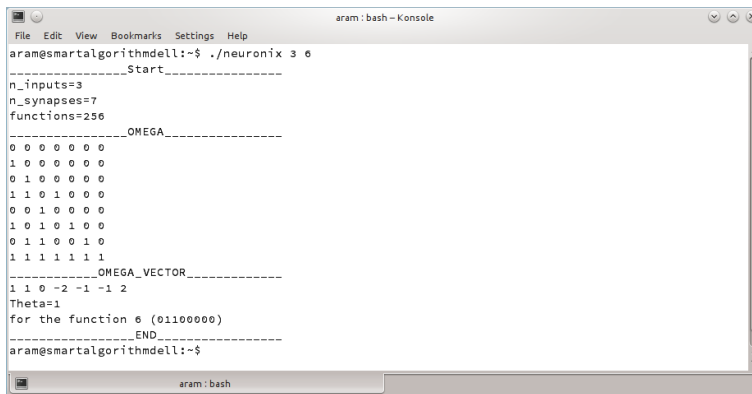 aram : bash – Konsole
File Edit View Bookmarks Settings Help
aram@smartalgorithmdell:~$ ./neuronix 3 6
________________Start________________
n_inputs=3
n_synapses=7
functions=256
________________OMEGA________________
0 0 0 0 0 0 0
1 0 0 0 0 0 0
0 1 0 0 0 0 0
1 1 0 1 0 0 0
0 0 1 0 0 0 0
1 0 1 0 1 0 0
0 1 1 0 0 1 0
1 1 1 1 1 1 1
____________OMEGA_VECTOR_____________
1 1 0 -2 -1 -1 2
Theta=1
for the function 6 (01100000)
_________________END_________________
aram@smartalgorithmdell:~$
aram : bash